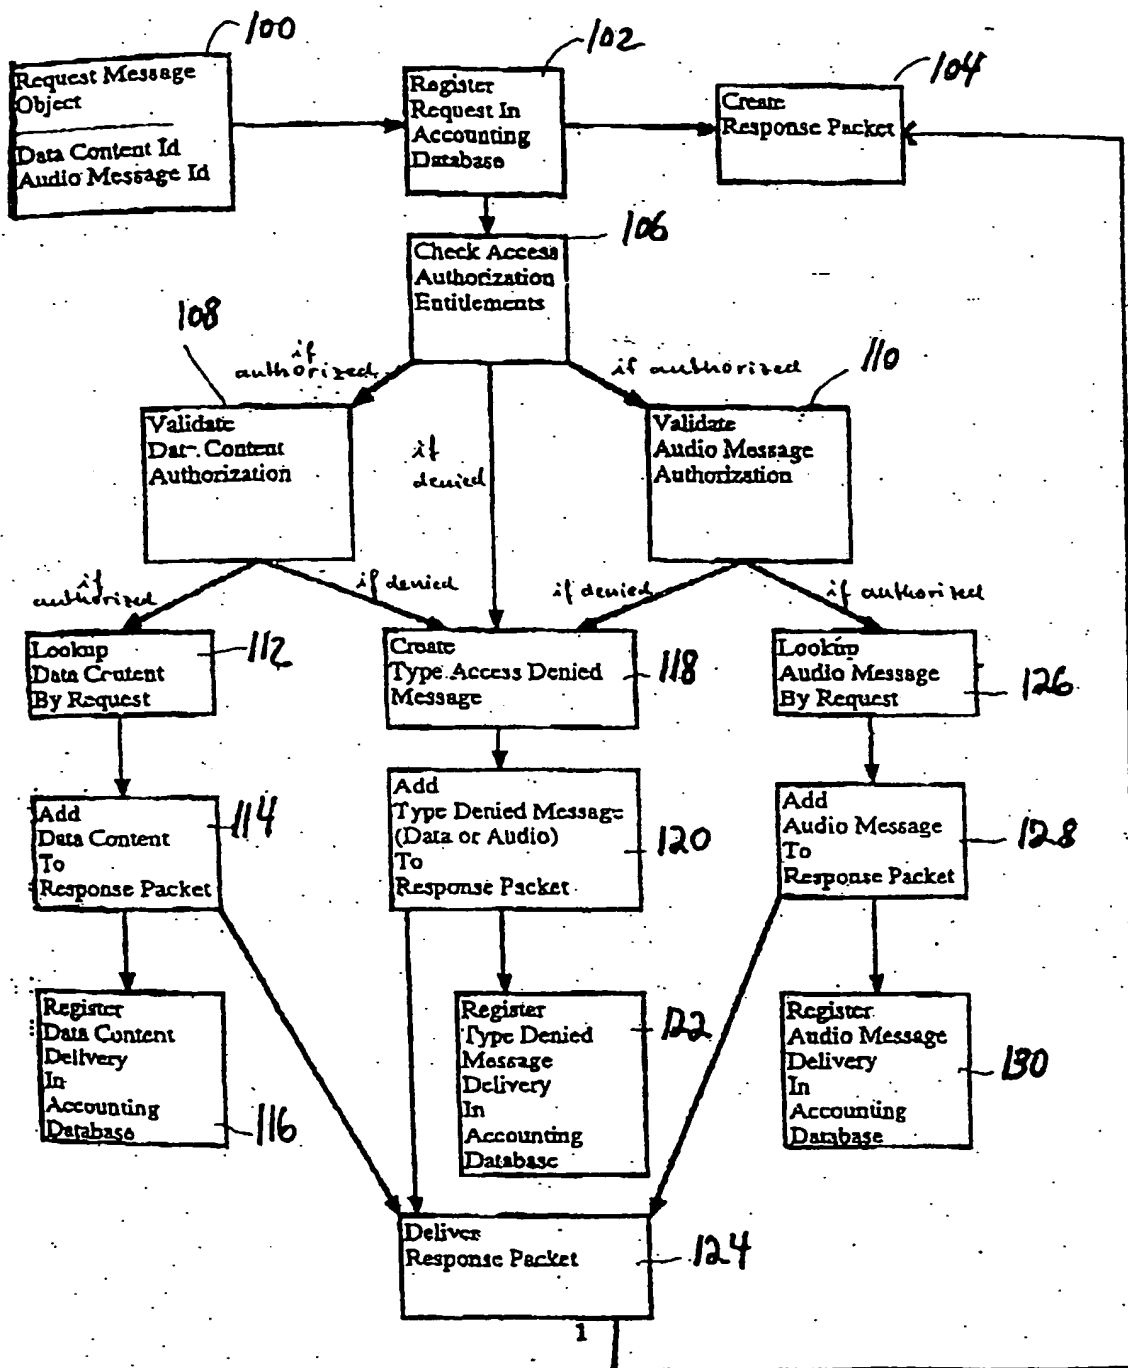 100
Request Message
Object
Data Content Id
Audio Message Id
102
Register
Request In
Accounting
Database
104
Create
Response Packet
106
Check Access
Authorization
Entitlements
if
authorized
if authorized
108
Validate
Content
Authorization
if
denied
110
Validate
Audio Message
Authorization
if
authorized
if denied
if denied
if authorized
112
Lookup
Data Content
By Request
118
Create
Type Access Denied
Message
126
Lookup
Audio Message
By Request
114
Add
Data Content
To
Response Packet
120
Add
Type Denied Message
(Data or Audio)
To
Response Packet
128
Add
Audio Message
To
Response Packet
116
Register
Data Content
Delivery
In
Accounting
Database
122
Register
Type Denied
Message
Delivery
In
Accounting
Database
130
Register
Audio Message
Delivery
In
Accounting
Database
124
Deliver
Response Packet
1